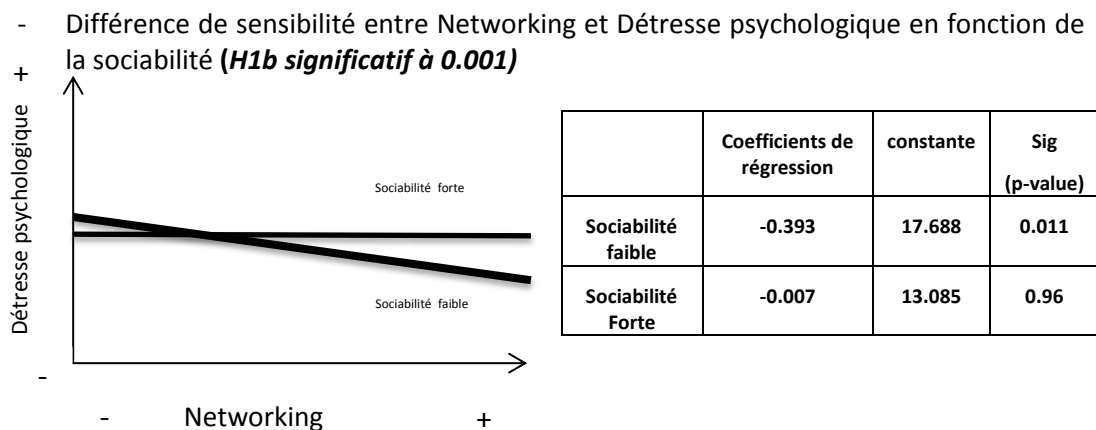 - Différence de sensibilité entre Networking et Détresse psychologique en fonction de
la sociabilité (H1b significatif à 0.001)
+
Détresse psychologique
Sociabilité forte
Sociabilité faible
-
- Networking +
Coefficients de régression constante Sig (p-value)
Sociabilité faible -0.393 17.688 0.011
Sociabilité Forte -0.007 13.085 0.96